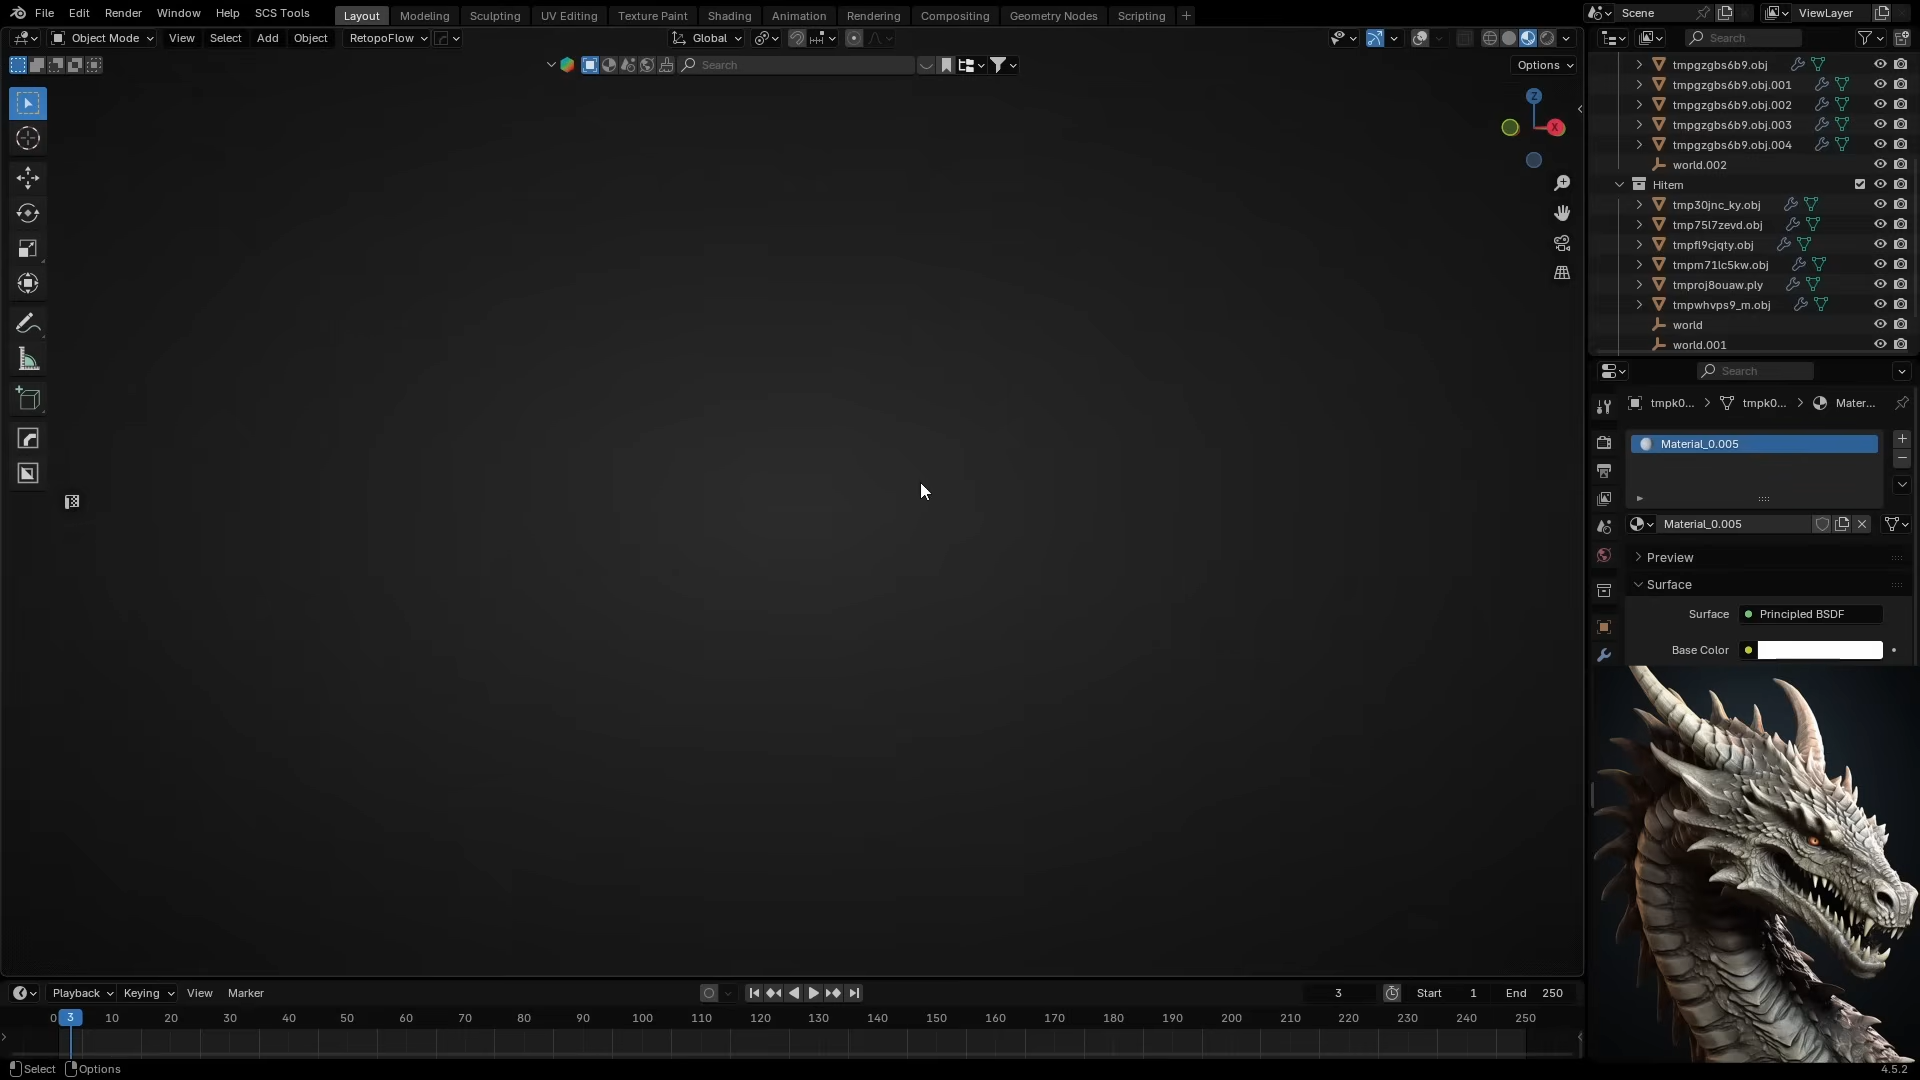 File Edit Render Window Help SCS Tools Layout Modeling Sculpting UV Editing Texture Paint Shading Animation Rendering Compositing Geometry Nodes Scripting Scene ViewLayer
Object Mode View Select Add Object RetopoFlow Global Search
Search Options
tmpgzgbs6b9.obj
tmpgzgbs6b9.obj.001
tmpgzgbs6b9.obj.002
tmpgzgbs6b9.obj.003
tmpgzgbs6b9.obj.004
world.002
Hitem
tmp30jnc_ky.obj
tmp75l7zevd.obj
tmpfl9cjqty.obj
tmpm71lc5kw.obj
tmproj8ouaw.ply
tmpwhvps9_m.obj
world
world.001
Z
X
Search
tmpk0... tmpk0... Mater...
Material_0.005
Material_0.005
Preview
Surface
Surface Principled BSDF
Base Color
Playback Keying View Marker 3 Start 1 End 250
0 3 10 20 30 40 50 60 70 80 90 100 110 120 130 140 150 160 170 180 190 200 210 220 230 240 250
Select Options 4.5.2